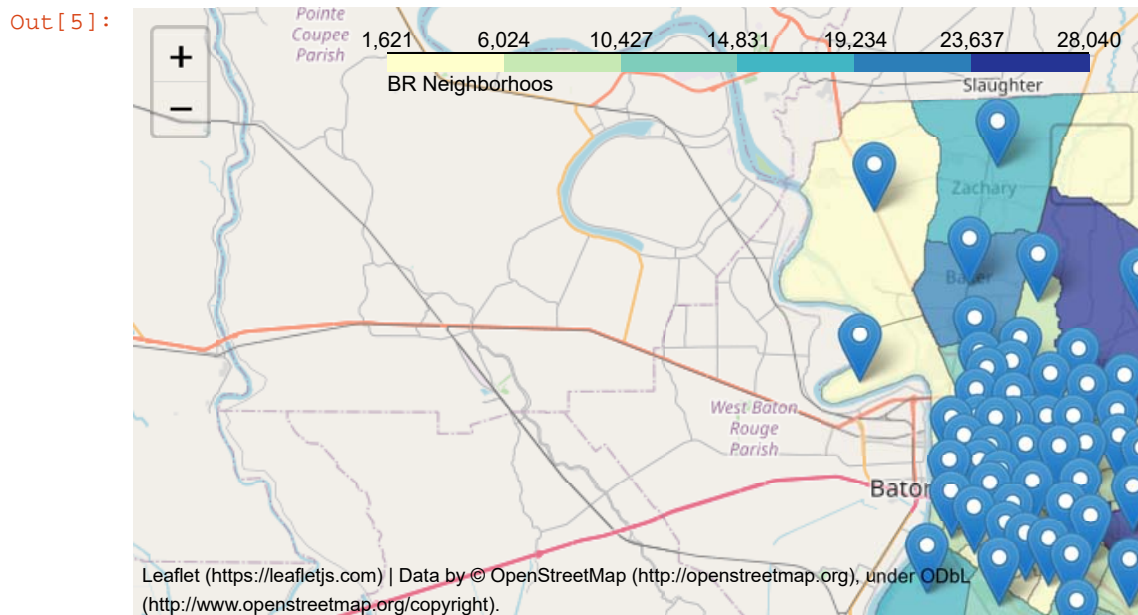 Out[5]:
Pointe
Coupee
Parish
+
−
1,621 6,024 10,427 14,831 19,234 23,637 28,040
BR Neighborhoos
Slaughter
Zachary
Baker
West Baton
Rouge
Parish
Baton
Leaflet (https://leafletjs.com) | Data by © OpenStreetMap (http://openstreetmap.org), under ODbL
(http://www.openstreetmap.org/copyright).